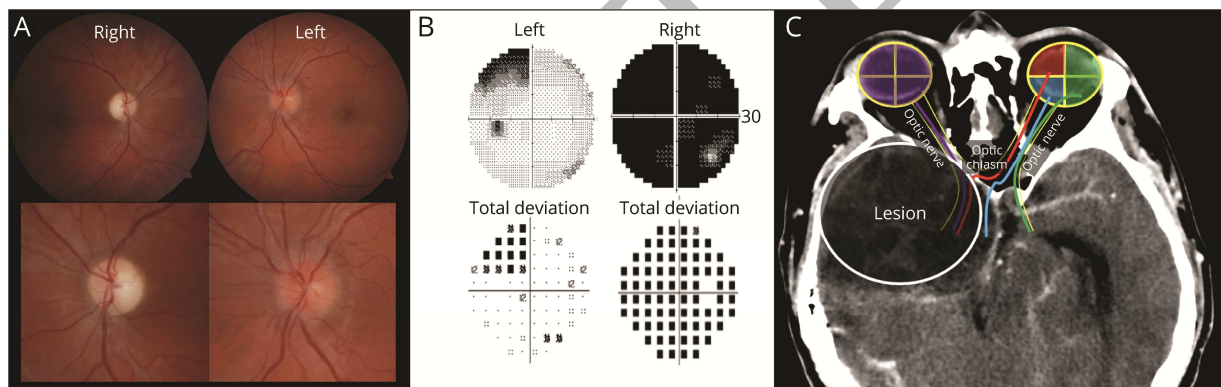 A
Right
Left
B
Left
Right
30
Total deviation
Total deviation
C
Optic nerve
Optic chiasm
Optic nerve
Lesion